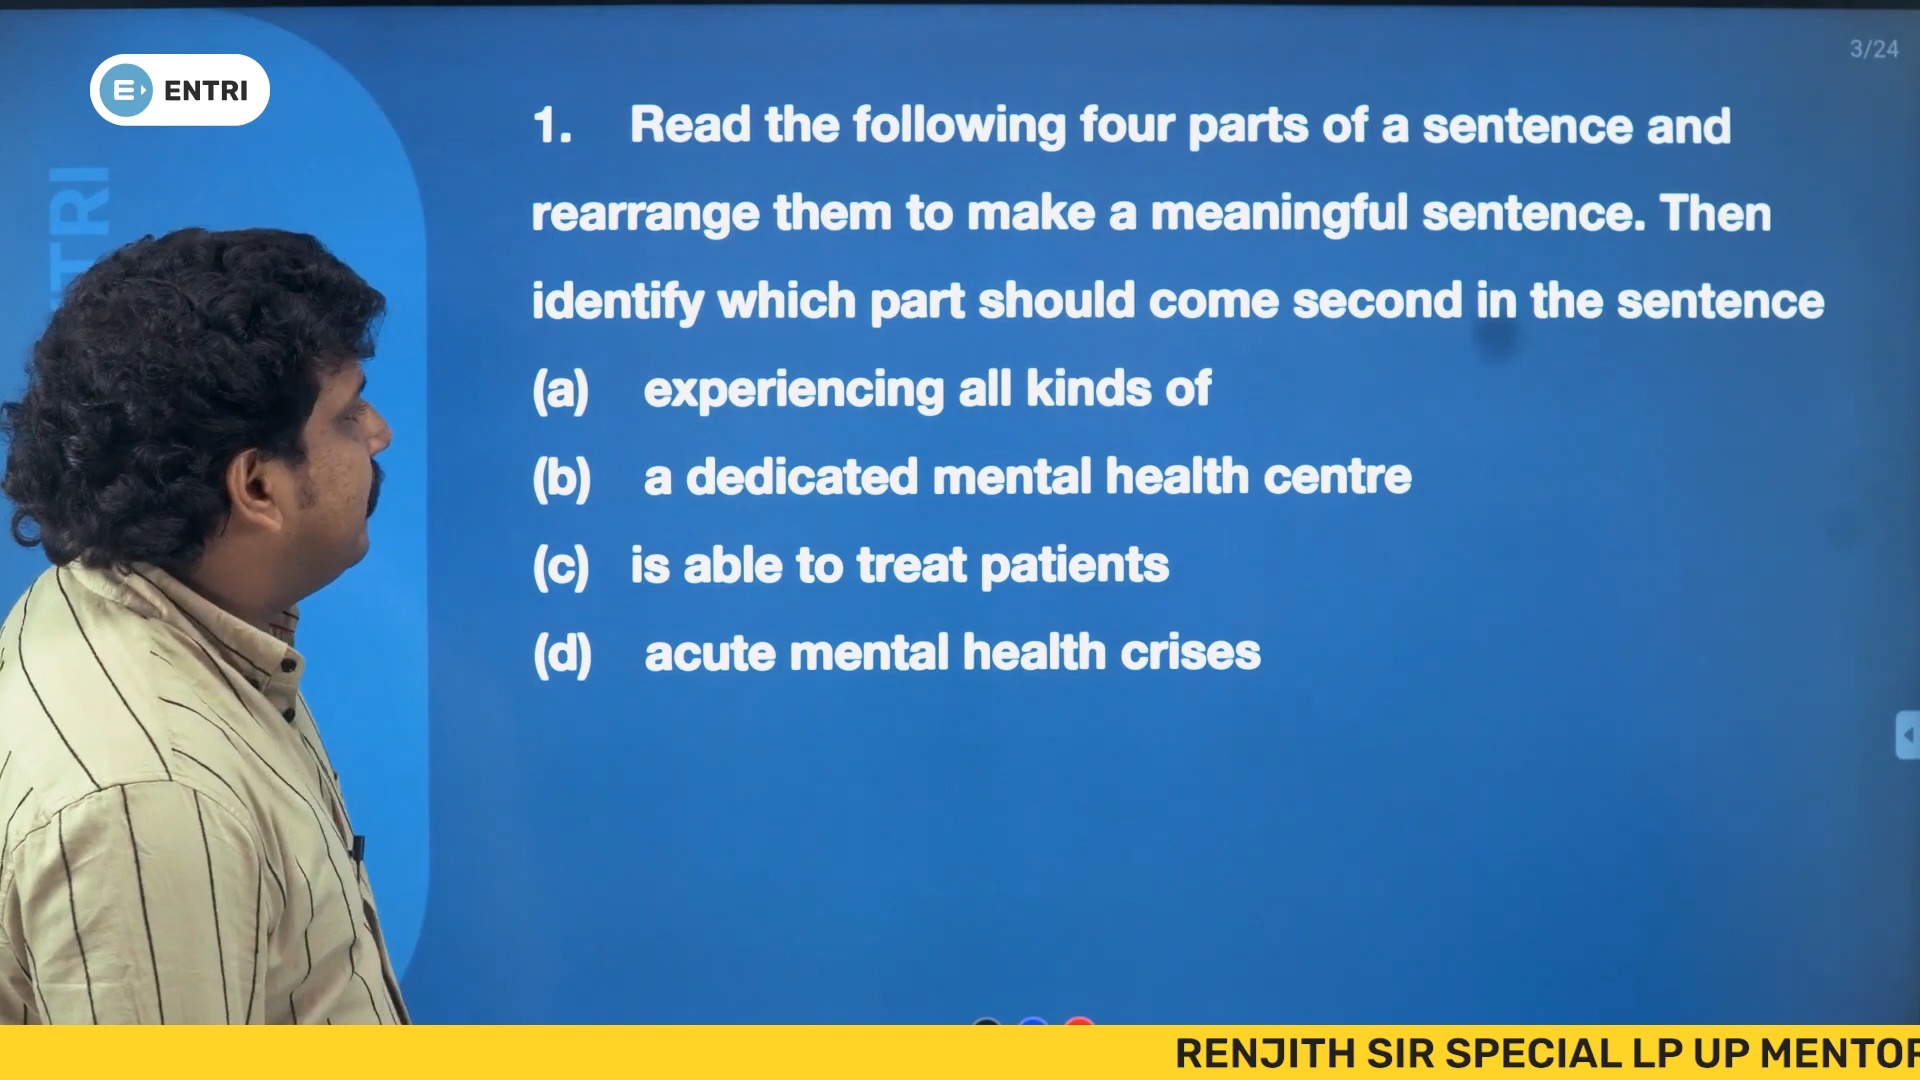 ENTRI
3/24
1. Read the following four parts of a sentence and
rearrange them to make a meaningful sentence. Then
identify which part should come second in the sentence
(a) experiencing all kinds of
(b) a dedicated mental health centre
(c) is able to treat patients
(d) acute mental health crises
RENJITH SIR SPECIAL LP UP MENTOR